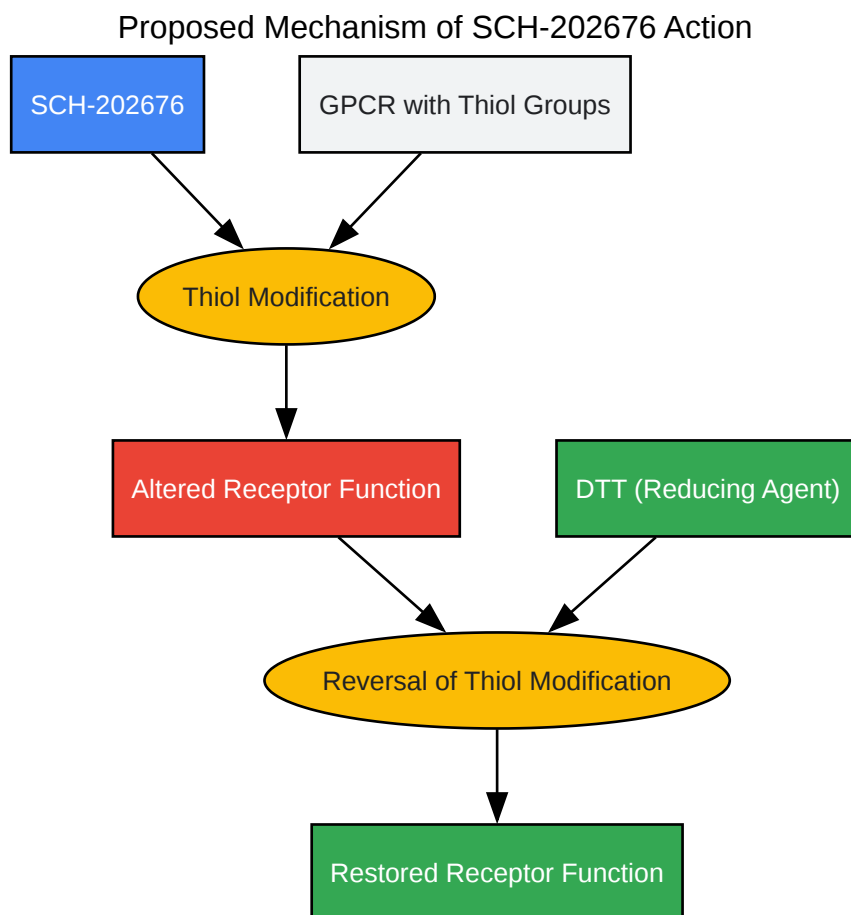 Proposed Mechanism of SCH-202676 Action
SCH-202676
GPCR with Thiol Groups
Thiol Modification
Altered Receptor Function
DTT (Reducing Agent)
Reversal of Thiol Modification
Restored Receptor Function